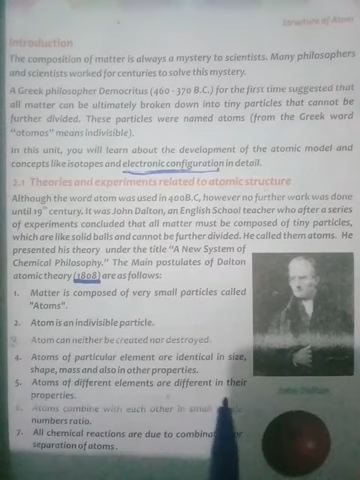 Structure of Atom
Introduction
The composition of matter is always a mystery to scientists. Many philosophers
and scientists worked for centuries to solve this mystery.
A Greek philosopher Democritus (460 - 370 B.C.) for the first time suggested that
all matter can be ultimately broken down into tiny particles that cannot be
further divided. These particles were named atoms (from the Greek word
"atomos" means indivisible).
In this unit, you will learn about the development of the atomic model and
concepts like isotopes and electronic configuration in detail.
2.1 Theories and experiments related to atomic structure
Although the word atom was used in 400B.C, however no further work was done
until 19th century. It was John Dalton, an English School teacher who after a series
of experiments concluded that all matter must be composed of tiny particles,
which are like solid balls and cannot be further divided. He called them atoms. He
presented his theory under the title "A New System of
Chemical Philosophy." The Main postulates of Dalton
atomic theory (1808) are as follows:
1. Matter is composed of very small particles called
"Atoms".
2. Atom is an indivisible particle.
3. Atom can neither be created nor destroyed.
4. Atoms of particular element are identical in size,
shape, mass and also in other properties.
5. Atoms of different elements are different in their
properties.
John Dalton
6. Atoms combine with each other in small
numbers ratio.
7. All chemical reactions are due to
separation of atoms.